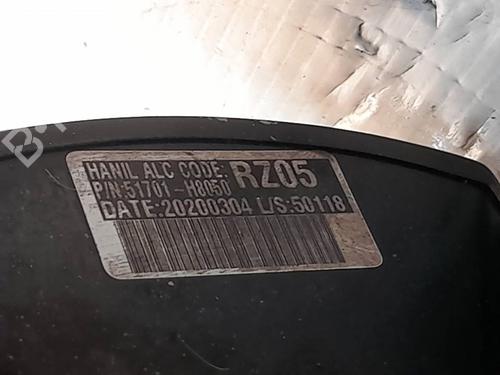 HANIL ALC CODE: RZ05
P/N:51701-H8050
DATE:20200304 L/S:50118